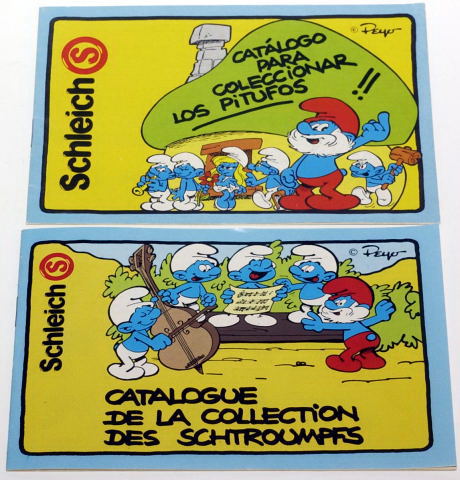 Schleich S
© Peyo
CATÁLOGO
PARA
COLECCIONAR
LOS PITUFOS !!
Schleich S
© Peyo
CATALOGUE
DE LA COLLECTION
DES SCHTROUMPFS